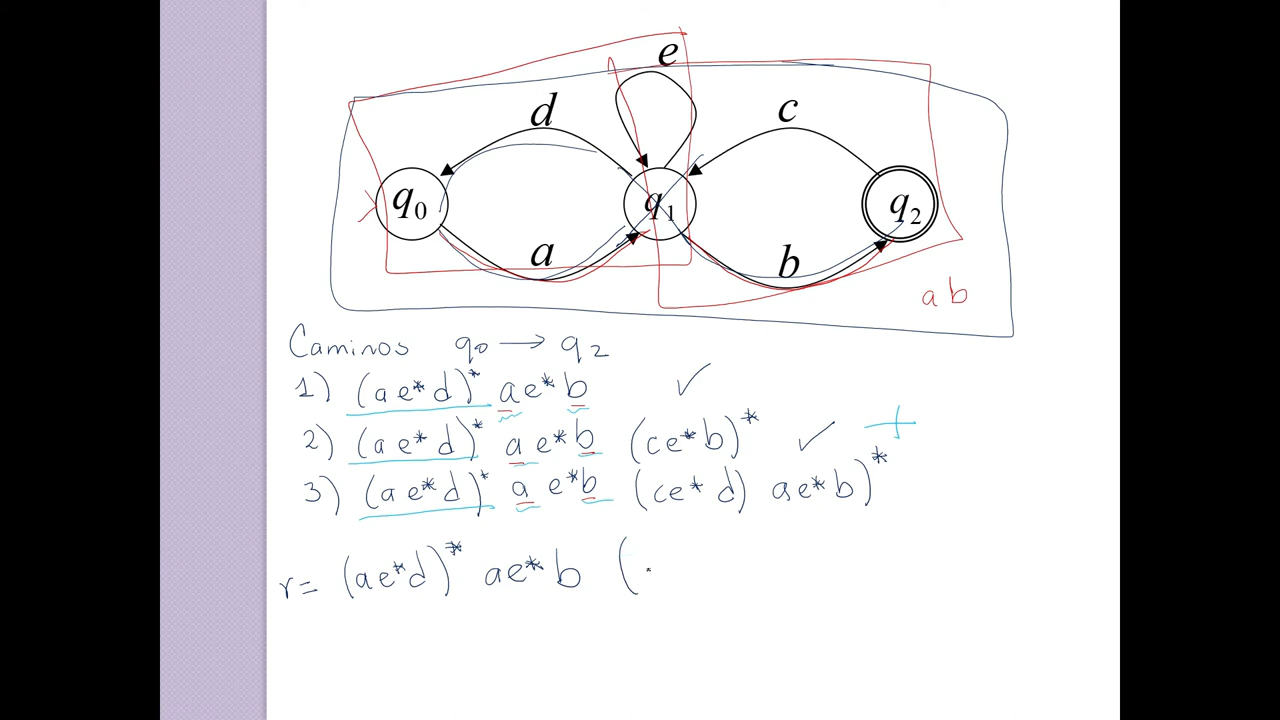 e
d
c
q0
q1
q2
a
b
a b
Caminos q0 → q2
1) (ae*d)* ae*b ✓
2) (ae*d)* ae*b (ce*b)* ✓ +
3) (ae*d)* ae*b (ce*d) ae*b)*
r= (ae*d)* ae*b (.